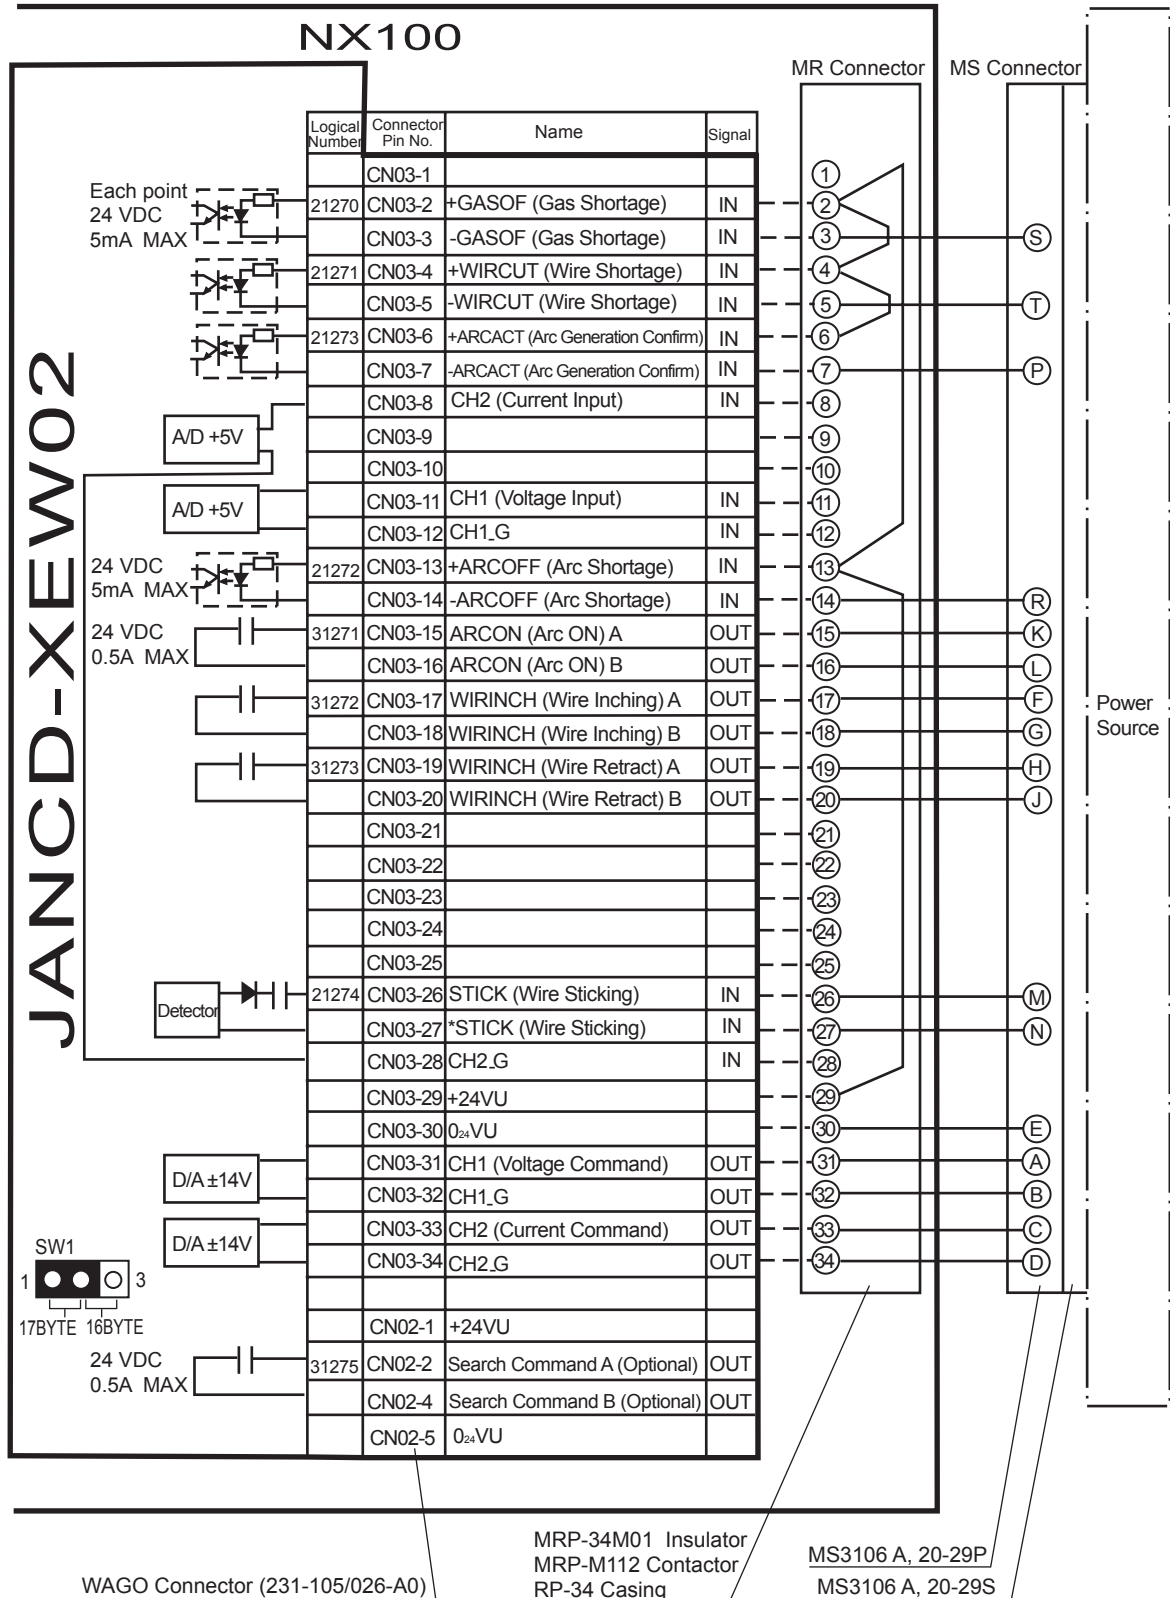 NX100
MR Connector
MS Connector
JANCD-XEW02
Logical Number Connector Pin No. Name Signal
CN03-1 1
Each point
24 VDC
5mA MAX
21270 CN03-2 +GASOF (Gas Shortage) IN 2
CN03-3 -GASOF (Gas Shortage) IN 3 S
21271 CN03-4 +WIRCUT (Wire Shortage) IN 4
CN03-5 -WIRCUT (Wire Shortage) IN 5 T
21273 CN03-6 +ARCACT (Arc Generation Confirm) IN 6
CN03-7 -ARCACT (Arc Generation Confirm) IN 7 P
CN03-8 CH2 (Current Input) IN 8
A/D +5V
CN03-9 9
CN03-10 10
A/D +5V
CN03-11 CH1 (Voltage Input) IN 11
CN03-12 CH1_G IN 12
24 VDC
5mA MAX
21272 CN03-13 +ARCOFF (Arc Shortage) IN 13
CN03-14 -ARCOFF (Arc Shortage) IN 14 R
24 VDC
0.5A MAX
31271 CN03-15 ARCON (Arc ON) A OUT 15 K
CN03-16 ARCON (Arc ON) B OUT 16 L
31272 CN03-17 WIRINCH (Wire Inching) A OUT 17 F
CN03-18 WIRINCH (Wire Inching) B OUT 18 G
31273 CN03-19 WIRINCH (Wire Retract) A OUT 19 H
CN03-20 WIRINCH (Wire Retract) B OUT 20 J
Power
Source
CN03-21 21
CN03-22 22
CN03-23 23
CN03-24 24
CN03-25 25
Detector
21274 CN03-26 STICK (Wire Sticking) IN 26 M
CN03-27 *STICK (Wire Sticking) IN 27 N
CN03-28 CH2_G IN 28
CN03-29 +24VU 29
CN03-30 024VU 30 E
D/A ±14V
CN03-31 CH1 (Voltage Command) OUT 31 A
CN03-32 CH1_G OUT 32 B
D/A ±14V
CN03-33 CH2 (Current Command) OUT 33 C
CN03-34 CH2_G OUT 34 D
SW1
1 3
17BYTE 16BYTE
CN02-1 +24VU
24 VDC
0.5A MAX
31275 CN02-2 Search Command A (Optional) OUT
CN02-4 Search Command B (Optional) OUT
CN02-5 024VU
WAGO Connector (231-105/026-A0)
MRP-34M01 Insulator
MRP-M112 Contactor
RP-34 Casing
MS3106 A, 20-29P
MS3106 A, 20-29S